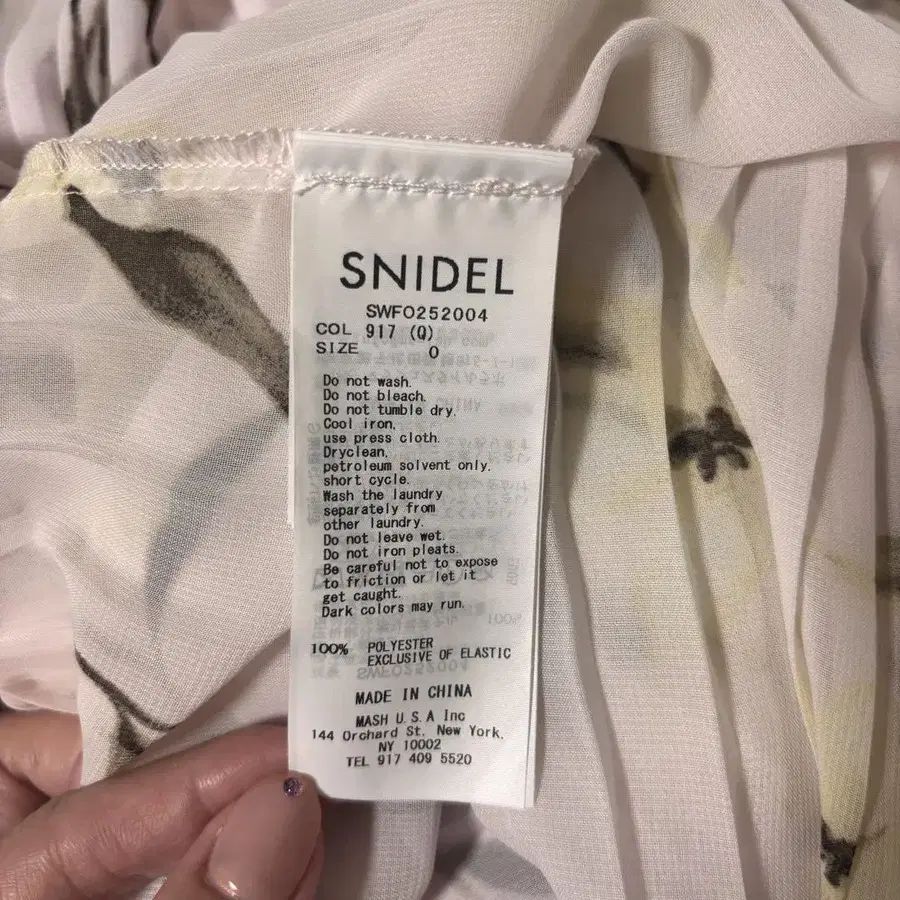 SNIDEL
SWFO252004
COL 917 (Q)
SIZE 0
Do not wash.
Do not bleach.
Do not tumble dry.
Cool iron,
use press cloth.
Dryclean,
petroleum solvent only.
short cycle.
Wash the laundry
separately from
other laundry.
Do not leave wet.
Do not iron pleats.
Be careful not to expose
to friction or let it
get caught.
Dark colors may run.
100% POLYESTER
EXCLUSIVE OF ELASTIC
MADE IN CHINA
MASH U.S.A Inc
144 Orchard St. New York,
NY 10002
TEL 917 409 5520